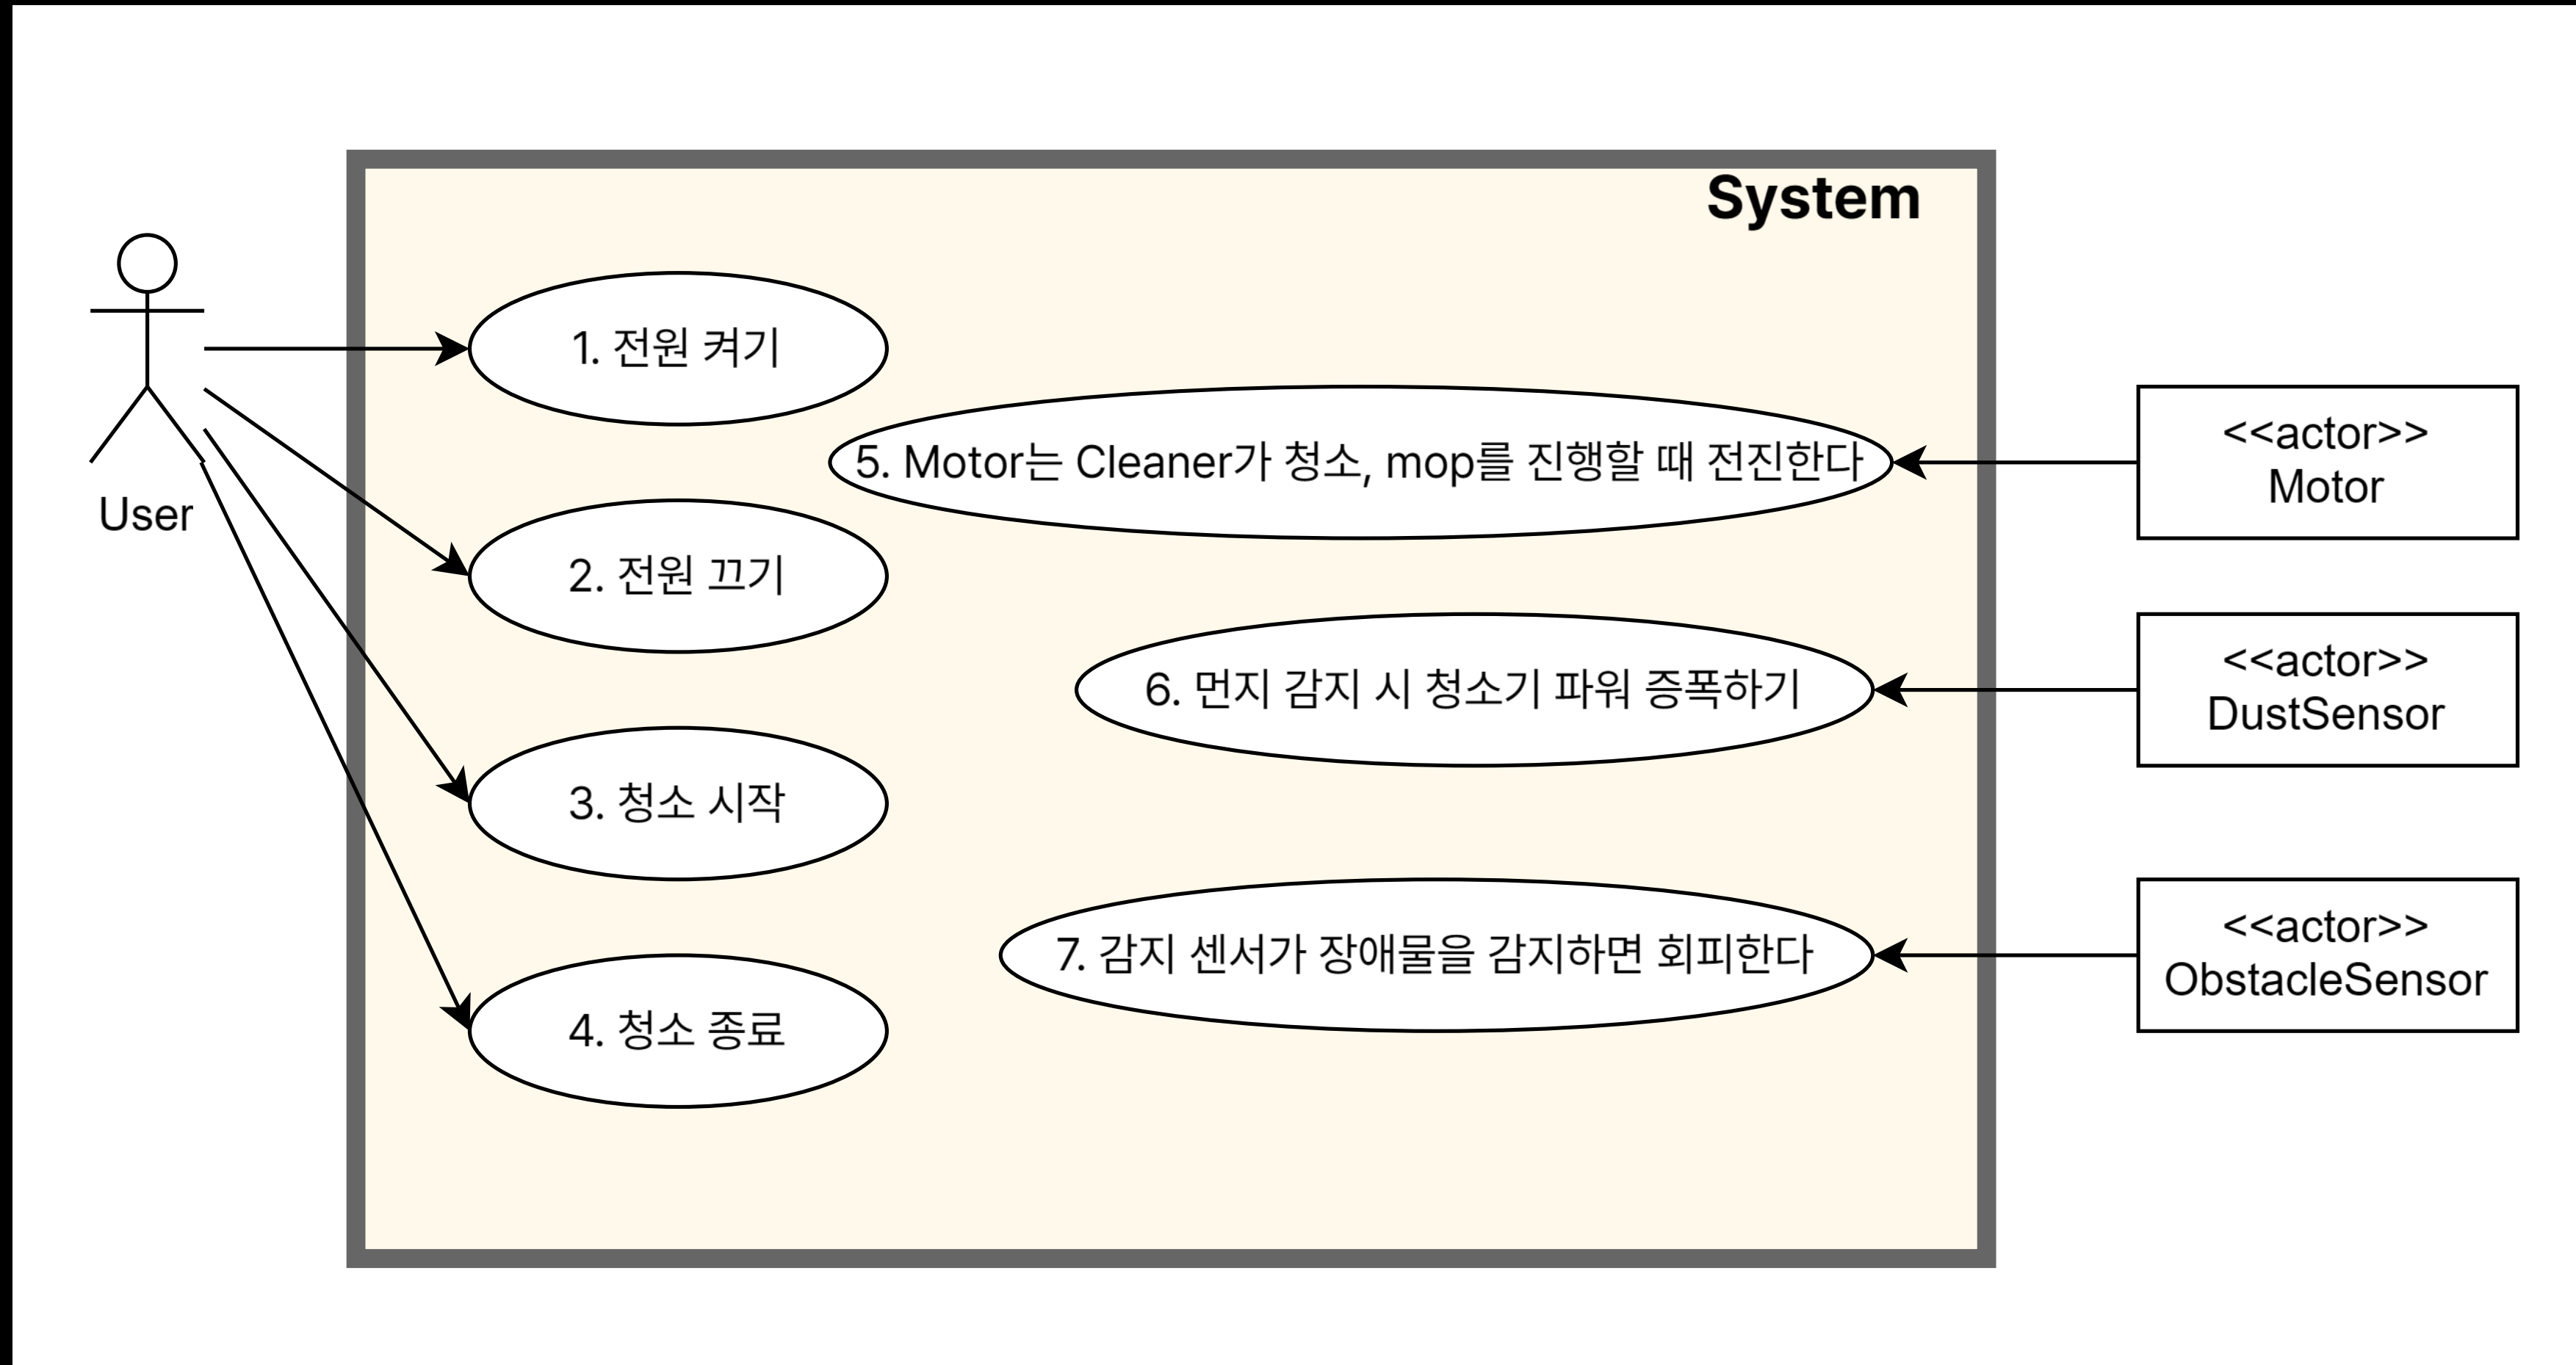 System
User
1. 전원 켜기
2. 전원 끄기
3. 청소 시작
4. 청소 종료
5. Motor는 Cleaner가 청소, mop를 진행할 때 전진한다
6. 먼지 감지 시 청소기 파워 증폭하기
7. 감지 센서가 장애물을 감지하면 회피한다
<<actor>>
Motor
<<actor>>
DustSensor
<<actor>>
ObstacleSensor